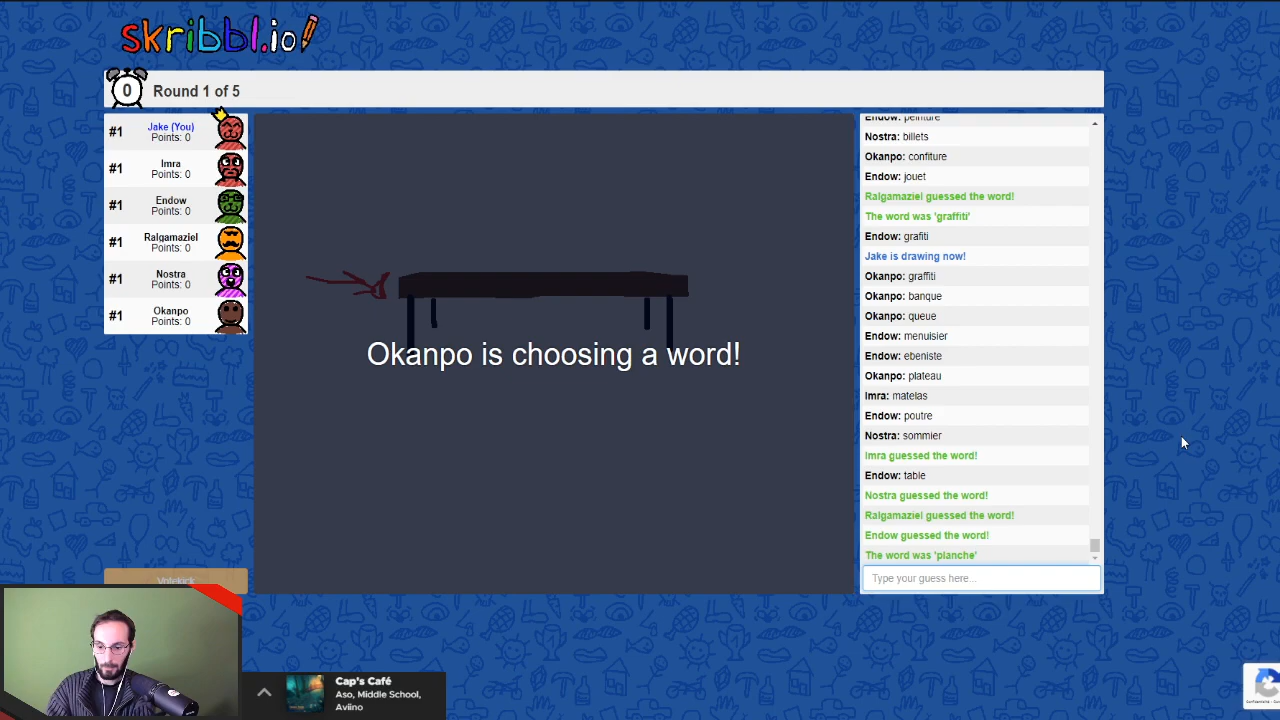 skribbl.io!
0
Round 1 of 5
#1 Jake (You)
Points: 0
#1 Imra
Points: 0
#1 Endow
Points: 0
#1 Ralgamaziel
Points: 0
#1 Nostra
Points: 0
#1 Okanpo
Points: 0
Votekick
Okanpo is choosing a word!
Endow: peinture
Nostra: billets
Okanpo: confiture
Endow: jouet
Ralgamaziel guessed the word!
The word was 'graffiti'
Endow: grafiti
Jake is drawing now!
Okanpo: graffiti
Okanpo: banque
Okanpo: queue
Endow: menuisier
Endow: ebeniste
Okanpo: plateau
Imra: matelas
Endow: poutre
Nostra: sommier
Imra guessed the word!
Endow: table
Nostra guessed the word!
Ralgamaziel guessed the word!
Endow guessed the word!
The word was 'planche'
Type your guess here...
Cap's Café
Aso, Middle School,
Aviino